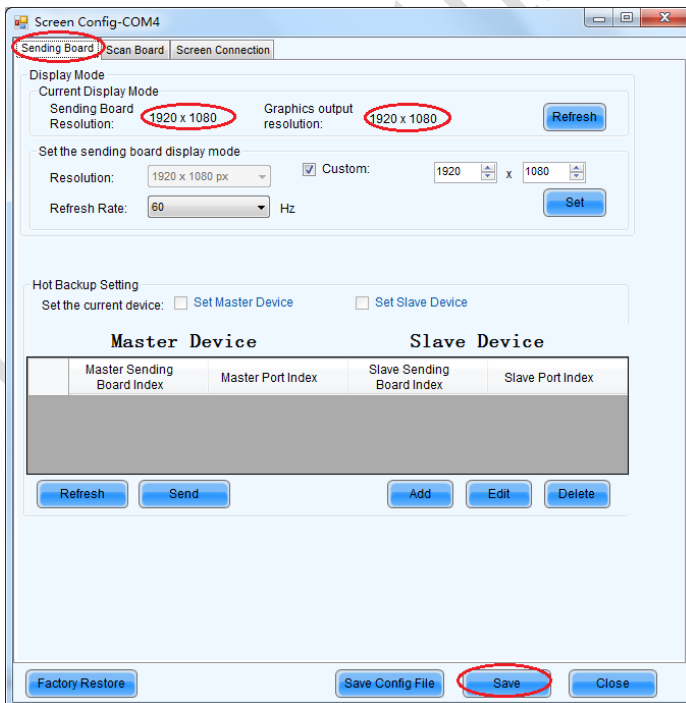 Screen Config-COM4
Sending Board Scan Board Screen Connection
Display Mode
Current Display Mode
Sending Board Resolution: 1920 x 1080 Graphics output resolution: 1920 x 1080 Refresh
Set the sending board display mode
Resolution: 1920 x 1080 px Custom: 1920 x 1080
Refresh Rate: 60 Hz Set
Hot Backup Setting
Set the current device: Set Master Device Set Slave Device
Master Device Slave Device
Master Sending Board Index Master Port Index Slave Sending Board Index Slave Port Index
Refresh Send Add Edit Delete
Factory Restore Save Config File Save Close